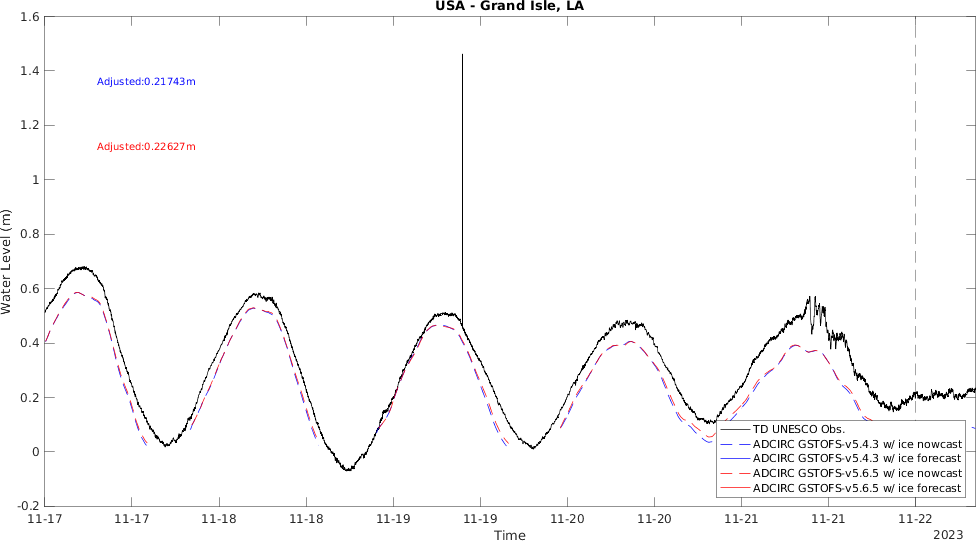 USA - Grand Isle, LA
1.6
1.4
1.2
1
0.8
0.6
0.4
0.2
0
-0.2
Water Level (m)
Adjusted:0.21743m
Adjusted:0.22627m
TD UNESCO Obs.
ADCIRC GSTOFS-v5.4.3 w/ ice nowcast
ADCIRC GSTOFS-v5.4.3 w/ ice forecast
ADCIRC GSTOFS-v5.6.5 w/ ice nowcast
ADCIRC GSTOFS-v5.6.5 w/ ice forecast
11-17 11-17 11-18 11-18 11-19 11-19 11-20 11-20 11-21 11-21 11-22
Time
2023